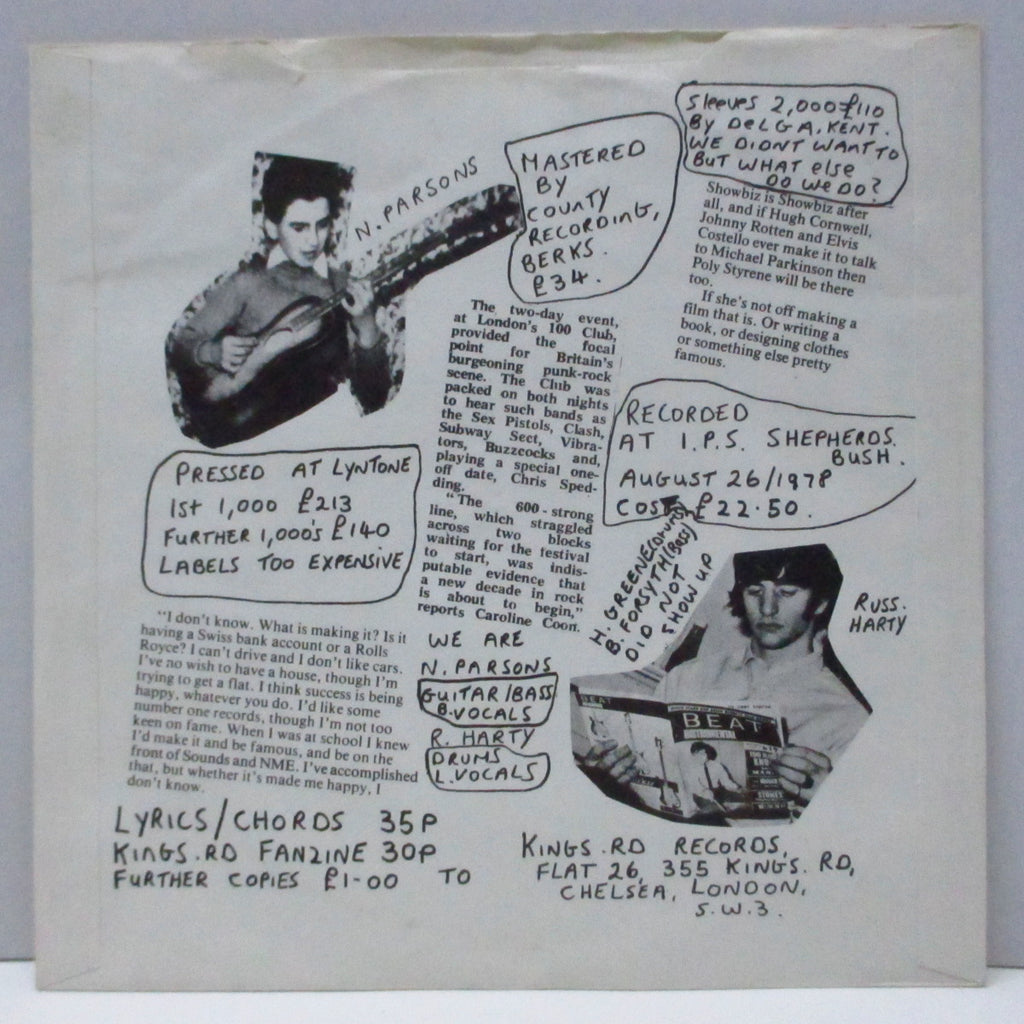 Sleeves 2,000 £110
By DELGA, KENT.
WE DIDNT WANT TO
BUT WHAT else
DO WE DO?
MASTERED
BY
COUNTY
RECORDING,
BERKS.
£34.
N. PARSONS
Showbiz is Showbiz after
all, and if Hugh Cornwell,
Johnny Rotten and Elvis
Costello ever make it to talk
to Michael Parkinson then
Poly Styrene will be there
too.
If she's not off making a
film that is. Or writing a
book, or designing clothes
or something else pretty
famous.
The two-day event,
at London's 100 Club,
provided the focal
point for Britain's
burgeoning punk-rock
scene. The Club was
packed on both nights
to hear such bands as
the Sex Pistols, Clash,
Subway Sect, Vibra-
tors, Buzzcocks and,
playing a special one-
off date, Chris Sped-
ding.
"The 600-strong
line, which straggled
across two blocks
waiting for the festival
to start, was indis-
putable evidence that
a new decade in rock
is about to begin,"
reports Caroline Coon.
RECORDED
AT I.P.S. SHEPHERDS.
BUSH.
AUGUST 26/1978
COST £22.50.
PRESSED AT LYNTONE
1ST 1,000 £213
FURTHER 1,000's £140
LABELS TOO EXPENSIVE
H. GREENE
B. FORSYTH (BASS)
DID NOT
SHOW UP
RUSS.
HARTY
BEAT
BEAT
INSTRUMENTAL
"I don't know. What is making it? Is it
having a Swiss bank account or a Rolls
Royce? I can't drive and I don't like cars.
I've no wish to have a house, though I'm
trying to get a flat. I think success is being
happy, whatever you do. I'd like some
number one records, though I'm not too
keen on fame. When I was at school I knew
I'd make it and be famous, and be on the
front of Sounds and NME. I've accomplished
that, but whether it's made me happy, I
don't know.
WE ARE
N. PARSONS
GUITAR/BASS
B.VOCALS
R. HARTY
DRUMS
L.VOCALS
LYRICS/CHORDS 35P
KINGS.RD FANZINE 30P
FURTHER COPIES £1-00 TO
KINGS.RD RECORDS,
FLAT 26, 355 KINGS. RD,
CHELSEA, LONDON,
S.W.3.